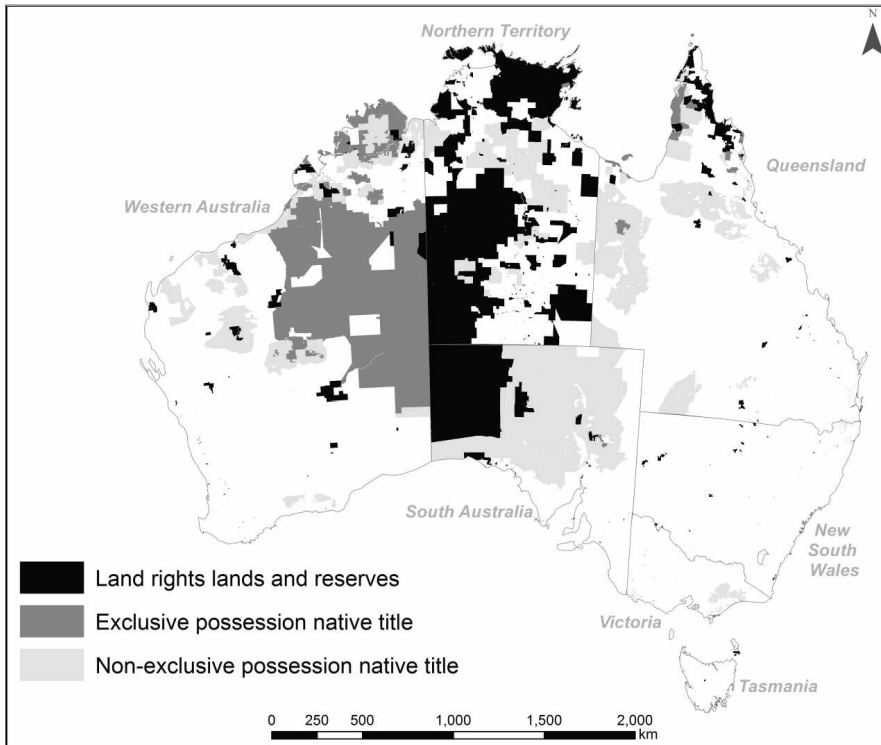 N
Northern Territory
Queensland
Western Australia
South Australia
New
South
Wales
Victoria
Tasmania
Land rights lands and reserves
Exclusive possession native title
Non-exclusive possession native title
0 250 500 1,000 1,500 2,000
km